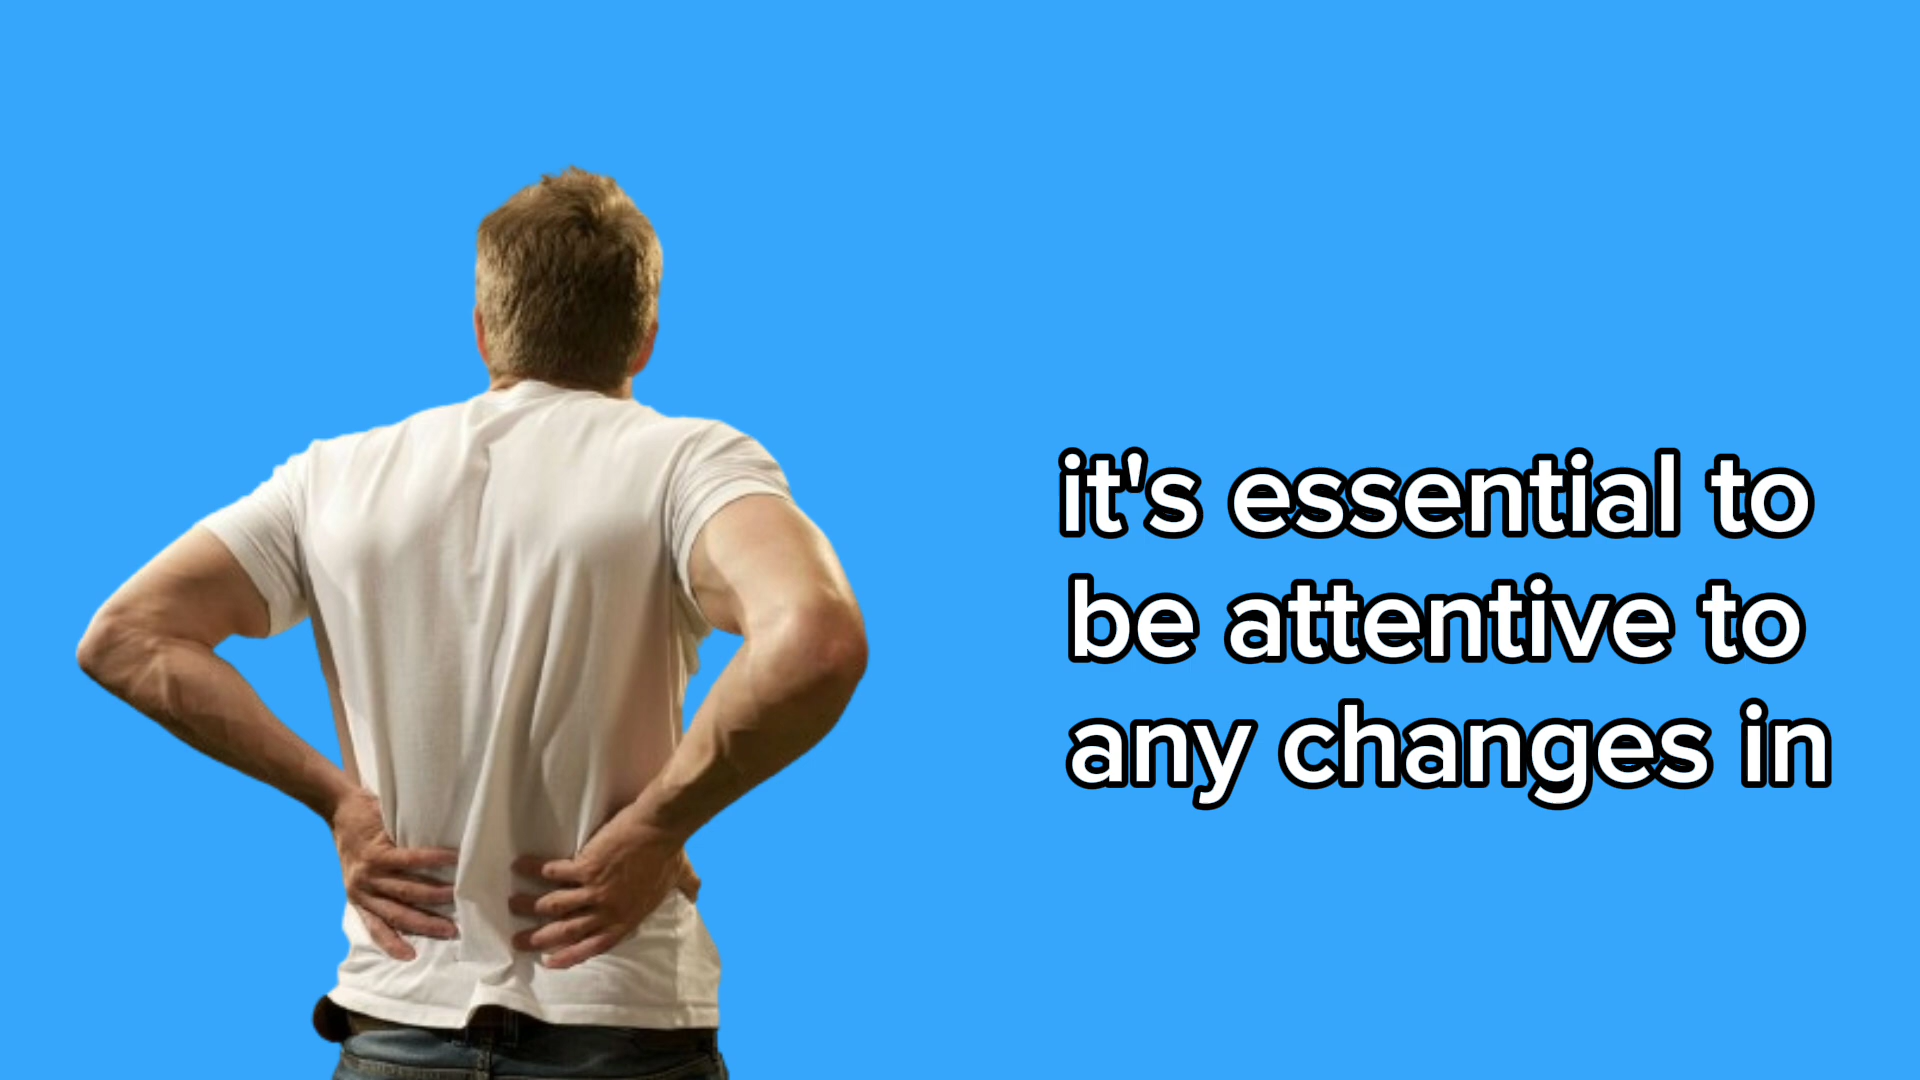 it's essential to
be attentive to
any changes in